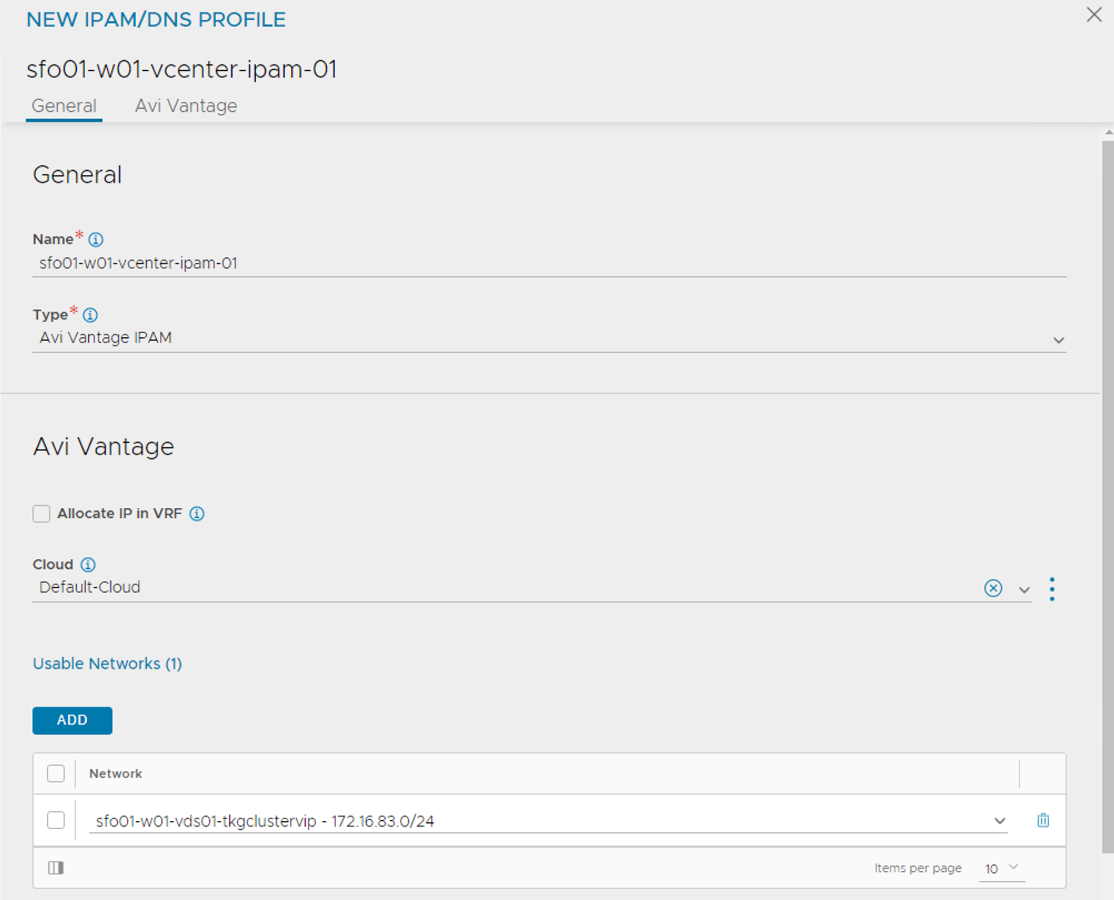 NEW IPAM/DNS PROFILE
sfo01-w01-vcenter-ipam-01
General Avi Vantage
General
Name*
sfo01-w01-vcenter-ipam-01
Type*
Avi Vantage IPAM
Avi Vantage
Allocate IP in VRF
Cloud
Default-Cloud
Usable Networks (1)
ADD
Network
sfo01-w01-vds01-tkgclustervip - 172.16.83.0/24
Items per page 10